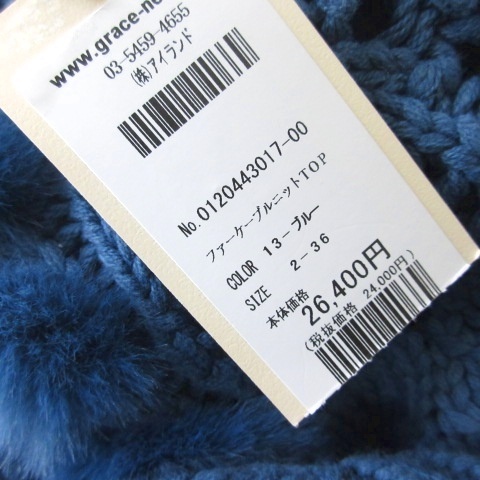 www.grace-ne
03-5459-4655
(株)アイランド
No.0120443017-00
ファーケーブルニットTOP
COLOR 13-ブルー
SIZE 2-36
本体価格 26,400円
(税抜価格 24,000円)